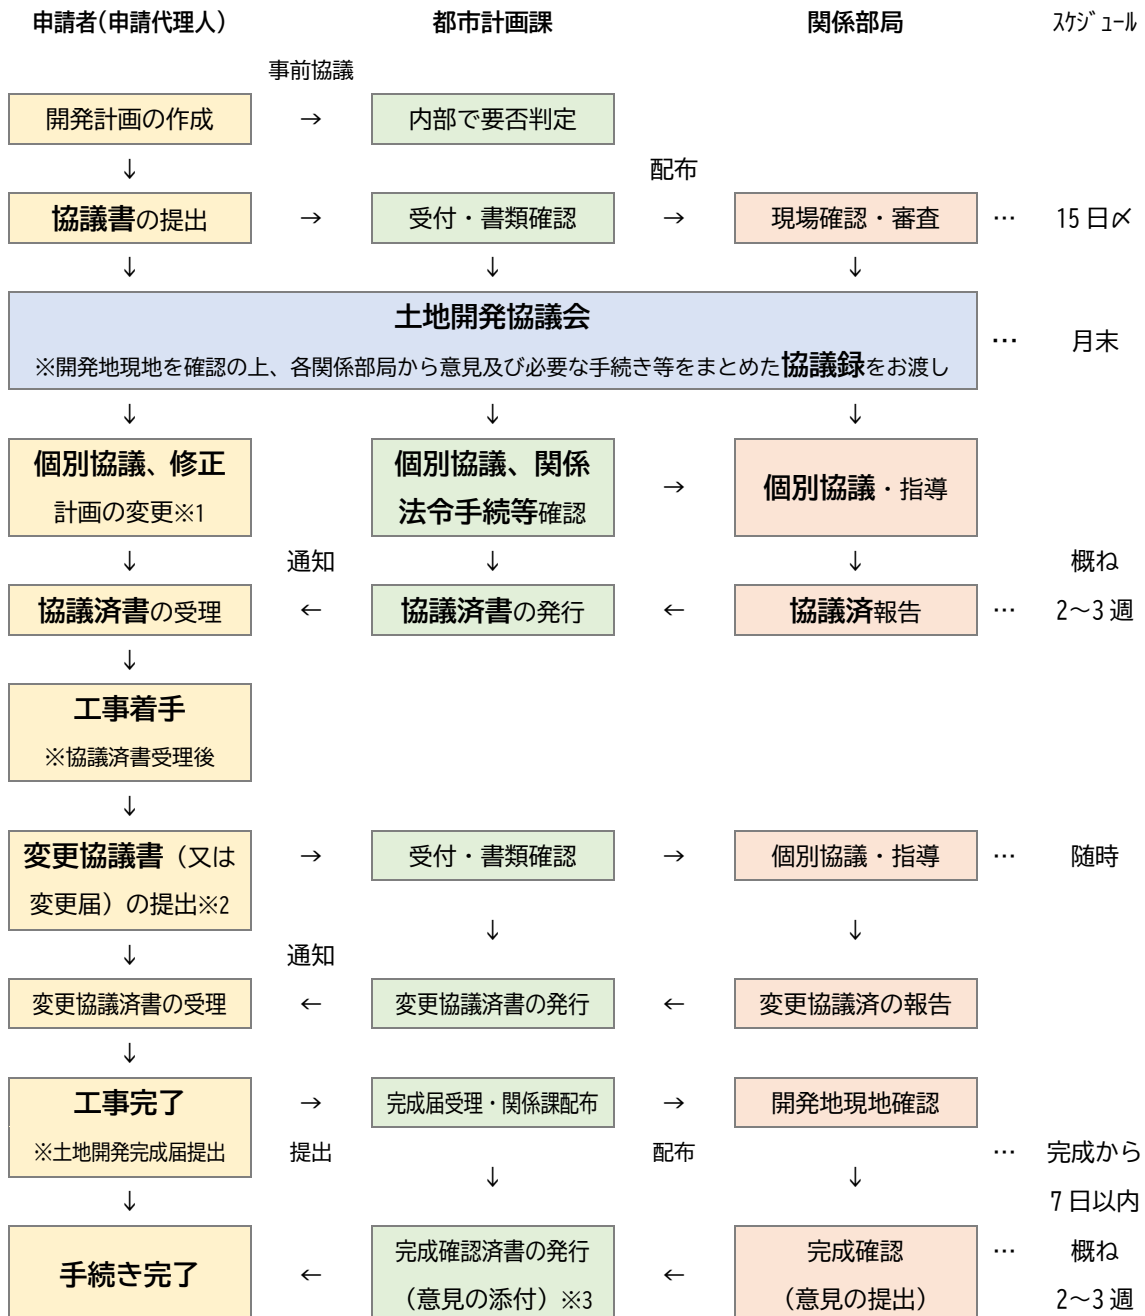 申請者(申請代理人) 都市計画課 関係部局 ｽｹｼﾞｭｰﾙ
事前協議
開発計画の作成 → 内部で要否判定
↓ 配布
協議書の提出 → 受付・書類確認 → 現場確認・審査 … 15日〆
↓ ↓ ↓
土地開発協議会
※開発地現地を確認の上、各関係部局から意見及び必要な手続き等をまとめた協議録をお渡し
… 月末
↓ ↓ ↓
個別協議、修正
計画の変更※1
個別協議、関係
法令手続等確認
→ 個別協議・指導
↓ 通知 ↓ ↓ 概ね
協議済書の受理 ← 協議済書の発行 ← 協議済報告 … 2～3週
↓
工事着手
※協議済書受理後
↓
変更協議書（又は
変更届）の提出※2
→ 受付・書類確認 → 個別協議・指導 … 随時
↓ ↓
↓ 通知
変更協議済書の受理 ← 変更協議済書の発行 ← 変更協議済の報告
↓
工事完了 → 完成届受理・関係課配布 → 開発地現地確認
※土地開発完成届提出 提出 配布 … 完成から
↓ ↓
↓ 7日以内
手続き完了 ←
完成確認済書の発行
（意見の添付）※3
←
完成確認
（意見の提出）
… 概ね
2～3週